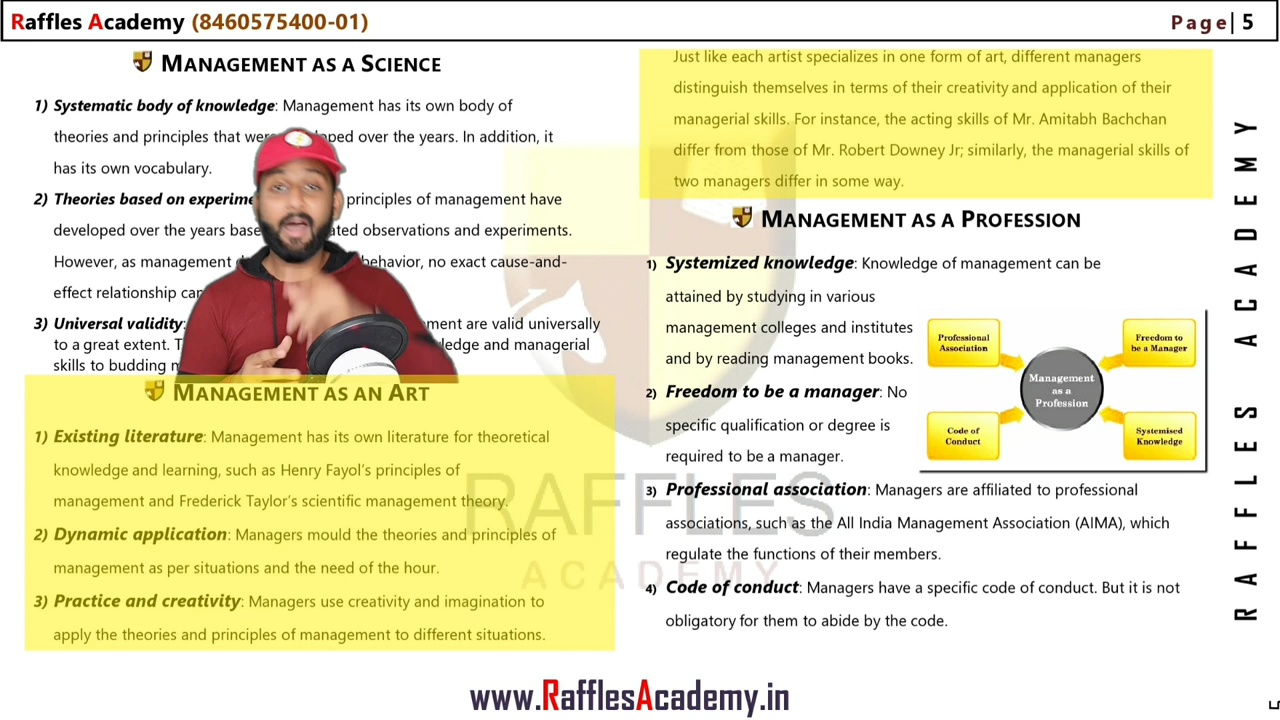 Raffles Academy (8460575400-01)
Page| 5
MANAGEMENT AS A SCIENCE
1) Systematic body of knowledge: Management has its own body of
theories and principles that were developed over the years. In addition, it
has its own vocabulary.
2) Theories based on principles of management have
developed over the years observations and experiments.
However, as management behavior, no exact cause-and-
effect relationship
3) Universal validity: are valid universally
to a great extent. and managerial
skills to budding
MANAGEMENT AS AN ART
1) Existing literature: Management has its own literature for theoretical
knowledge and learning, such as Henry Fayol's principles of
management and Frederick Taylor's scientific management theory.
2) Dynamic application: Managers mould the theories and principles of
management as per situations and the need of the hour.
3) Practice and creativity: Managers use creativity and imagination to
apply the theories and principles of management to different situations.
Just like each artist specializes in one form of art, different managers
distinguish themselves in terms of their creativity and application of their
managerial skills. For instance, the acting skills of Mr. Amitabh Bachchan
differ from those of Mr. Robert Downey Jr; similarly, the managerial skills of
two managers differ in some way.
MANAGEMENT AS A PROFESSION
1) Systemized knowledge: Knowledge of management can be
attained by studying in various
management colleges and institutes
and by reading management books.
2) Freedom to be a manager: No
specific qualification or degree is
required to be a manager.
Professional
Association
Freedom to
be a Manager
Management
as a
Profession
Code of
Conduct
Systemised
Knowledge
3) Professional association: Managers are affiliated to professional
associations, such as the All India Management Association (AIMA), which
regulate the functions of their members.
4) Code of conduct: Managers have a specific code of conduct. But it is not
obligatory for them to abide by the code.
RAFFLES ACADEMY
RAFFLES
ACADEMY
www.RafflesAcademy.in